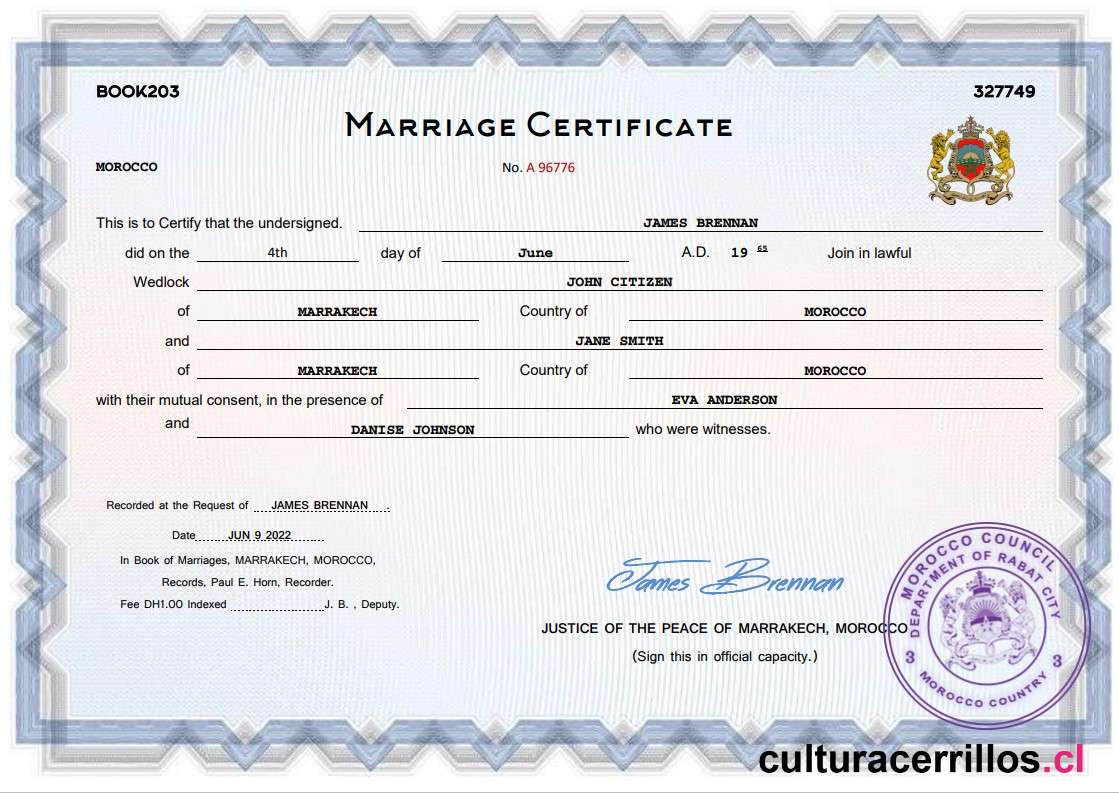 BOOK203 327749
MARRIAGE CERTIFICATE
MOROCCO No. A 96776
This is to Certify that the undersigned. JAMES BRENNAN
did on the 4th day of June A.D. 19 65 Join in lawful
Wedlock JOHN CITIZEN
of MARRAKECH Country of MOROCCO
and JANE SMITH
of MARRAKECH Country of MOROCCO
with their mutual consent, in the presence of EVA ANDERSON
and DANISE JOHNSON who were witnesses.
Recorded at the Request of JAMES BRENNAN .
Date JUN 9 2022
In Book of Marriages, MARRAKECH, MOROCCO,
Records, Paul E. Horn, Recorder.
Fee DH1.00 Indexed J. B. , Deputy.
James Brennan
JUSTICE OF THE PEACE OF MARRAKECH, MOROCCO
(Sign this in official capacity.)
MOROCCO COUNCIL
DEPARTMENT OF RABAT CITY
3 3
MOROCCO COUNTRY
culturacerrillos.cl